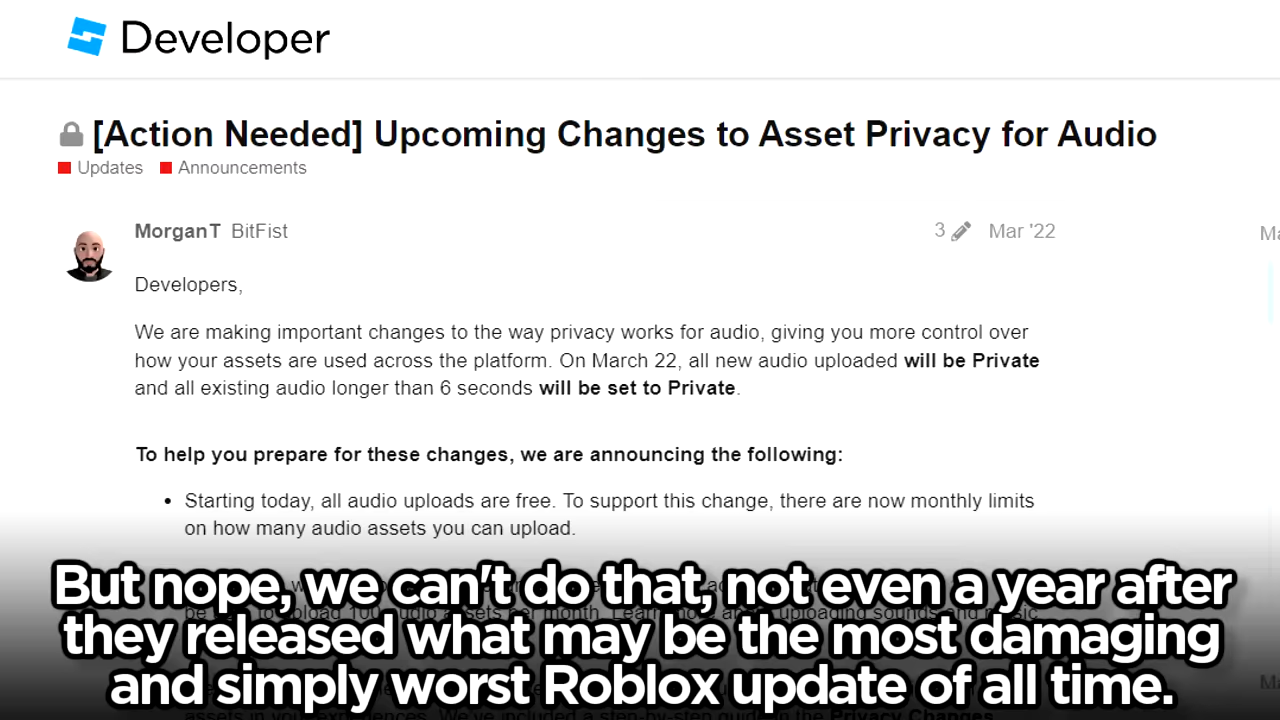 Developer
[Action Needed] Upcoming Changes to Asset Privacy for Audio
Updates Announcements
MorganT BitFist 3 Mar '22
Developers,
We are making important changes to the way privacy works for audio, giving you more control over
how your assets are used across the platform. On March 22, all new audio uploaded will be Private
and all existing audio longer than 6 seconds will be set to Private.
To help you prepare for these changes, we are announcing the following:
• Starting today, all audio uploads are free. To support this change, there are now monthly limits
on how many audio assets you can upload.
But nope, we can't do that, not even a year after
they released what may be the most damaging
and simply worst Roblox update of all time.